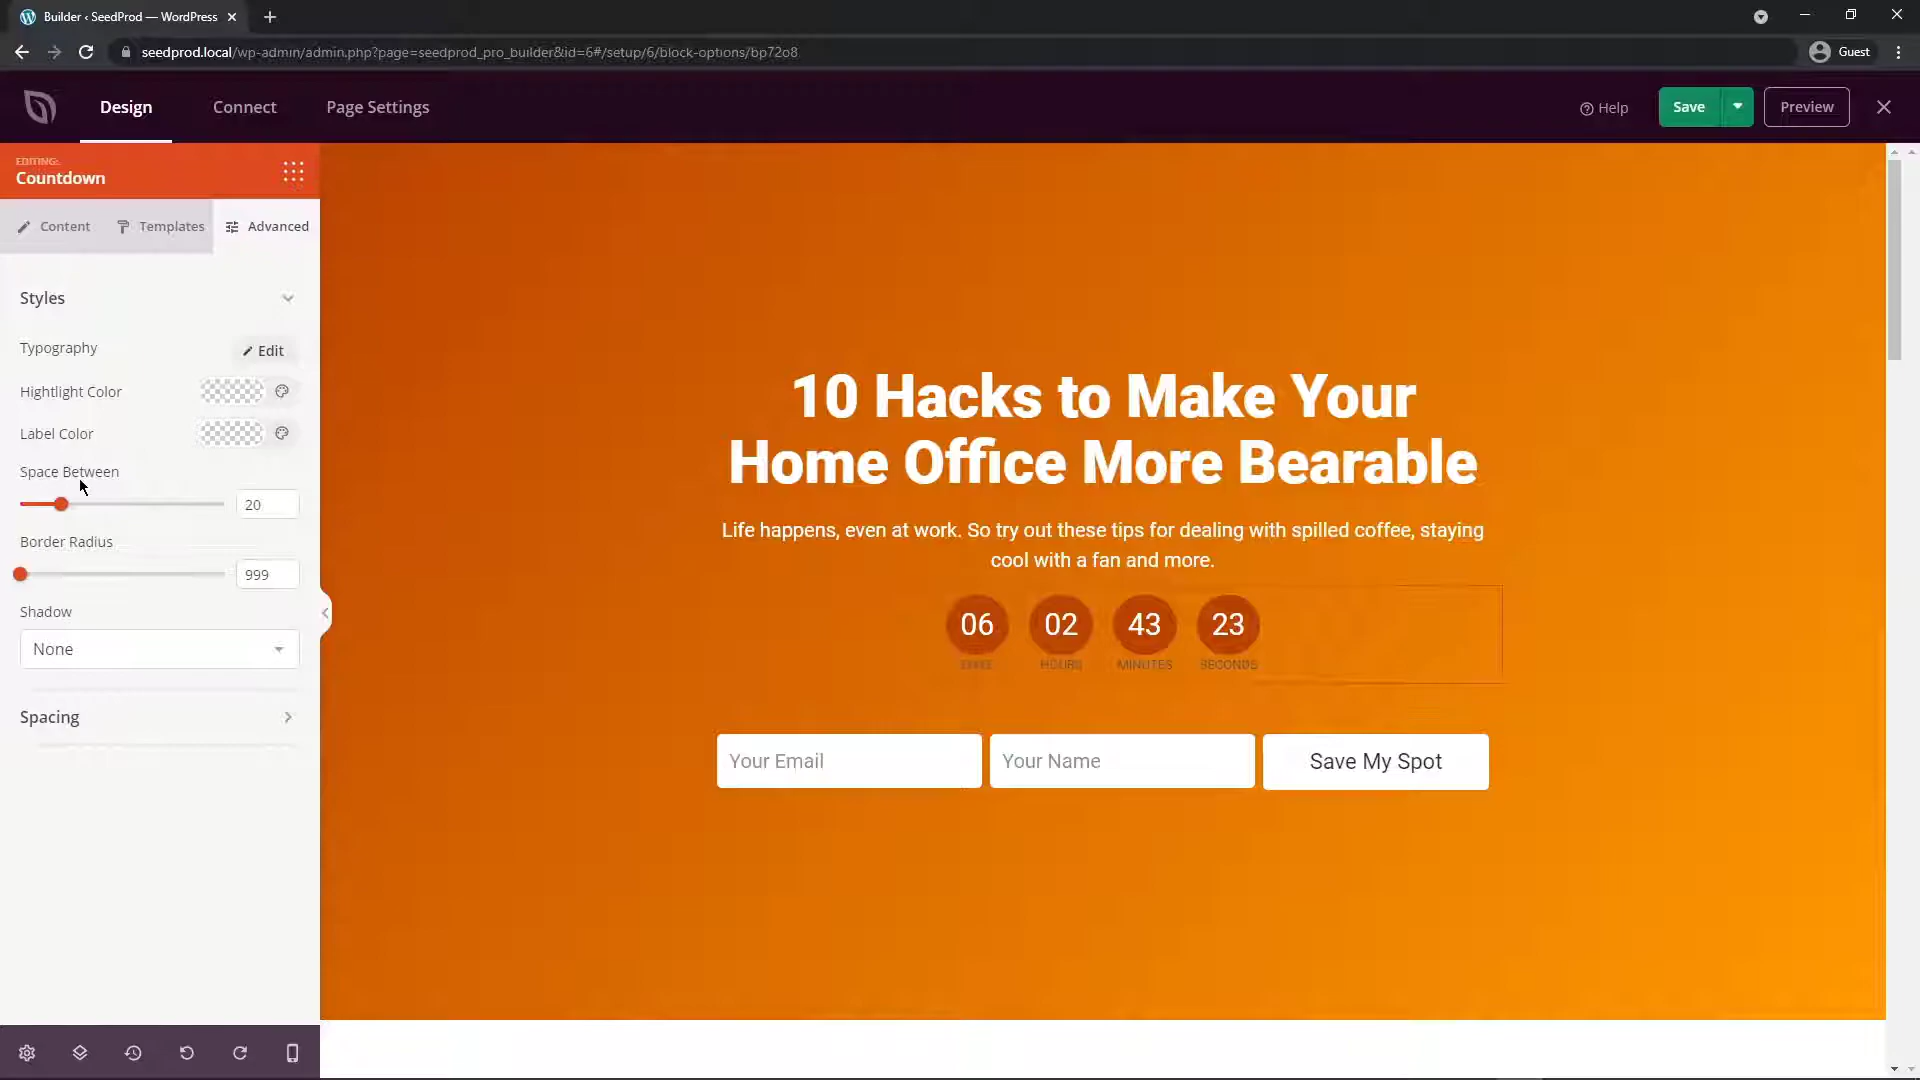 Builder ‹ SeedProd — WordPress
seedprod.local/wp-admin/admin.php?page=seedprod_pro_builder&id=6#/setup/6/block-options/bp72o8
Guest
Design
Connect
Page Settings
Help
Save
Preview
EDITING:
Countdown
Content
Templates
Advanced
Styles
Typography
Edit
Hightlight Color
Label Color
Space Between
20
Border Radius
999
Shadow
None
Spacing
10 Hacks to Make Your
Home Office More Bearable
Life happens, even at work. So try out these tips for dealing with spilled coffee, staying
cool with a fan and more.
06 02 43 23
HOURS MINUTES SECONDS
Your Email
Your Name
Save My Spot